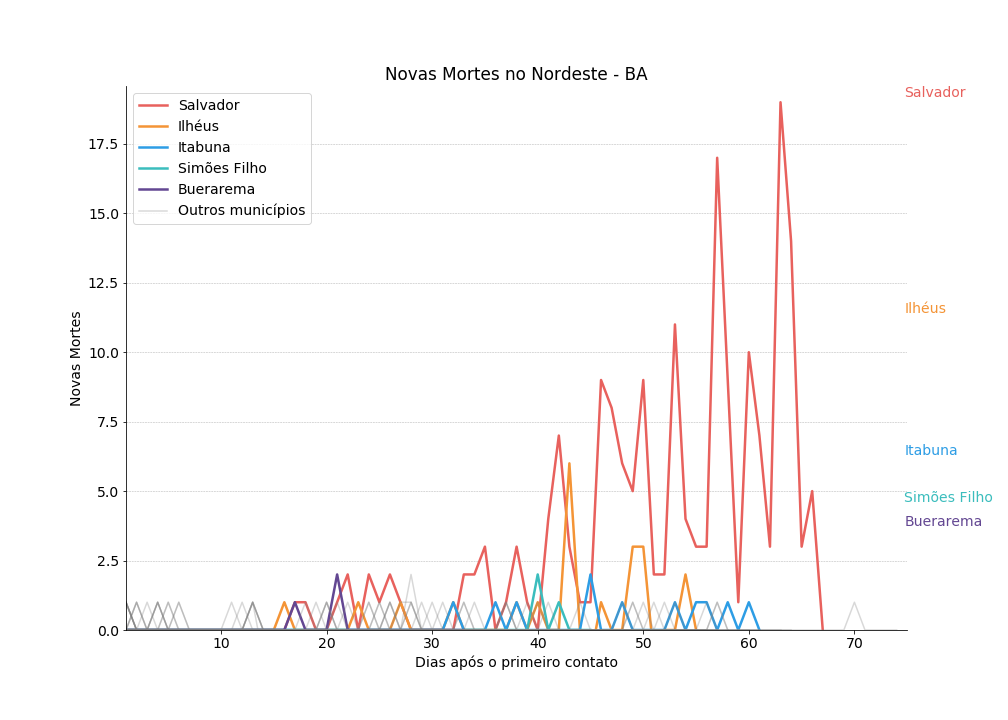 Novas Mortes no Nordeste - BA
Salvador
Ilhéus
Itabuna
Simões Filho
Buerarema
Outros municípios
Novas Mortes
17.5
15.0
12.5
10.0
7.5
5.0
2.5
0.0
10
20
30
40
50
60
70
Dias após o primeiro contato
Salvador
Ilhéus
Itabuna
Simões Filho
Buerarema